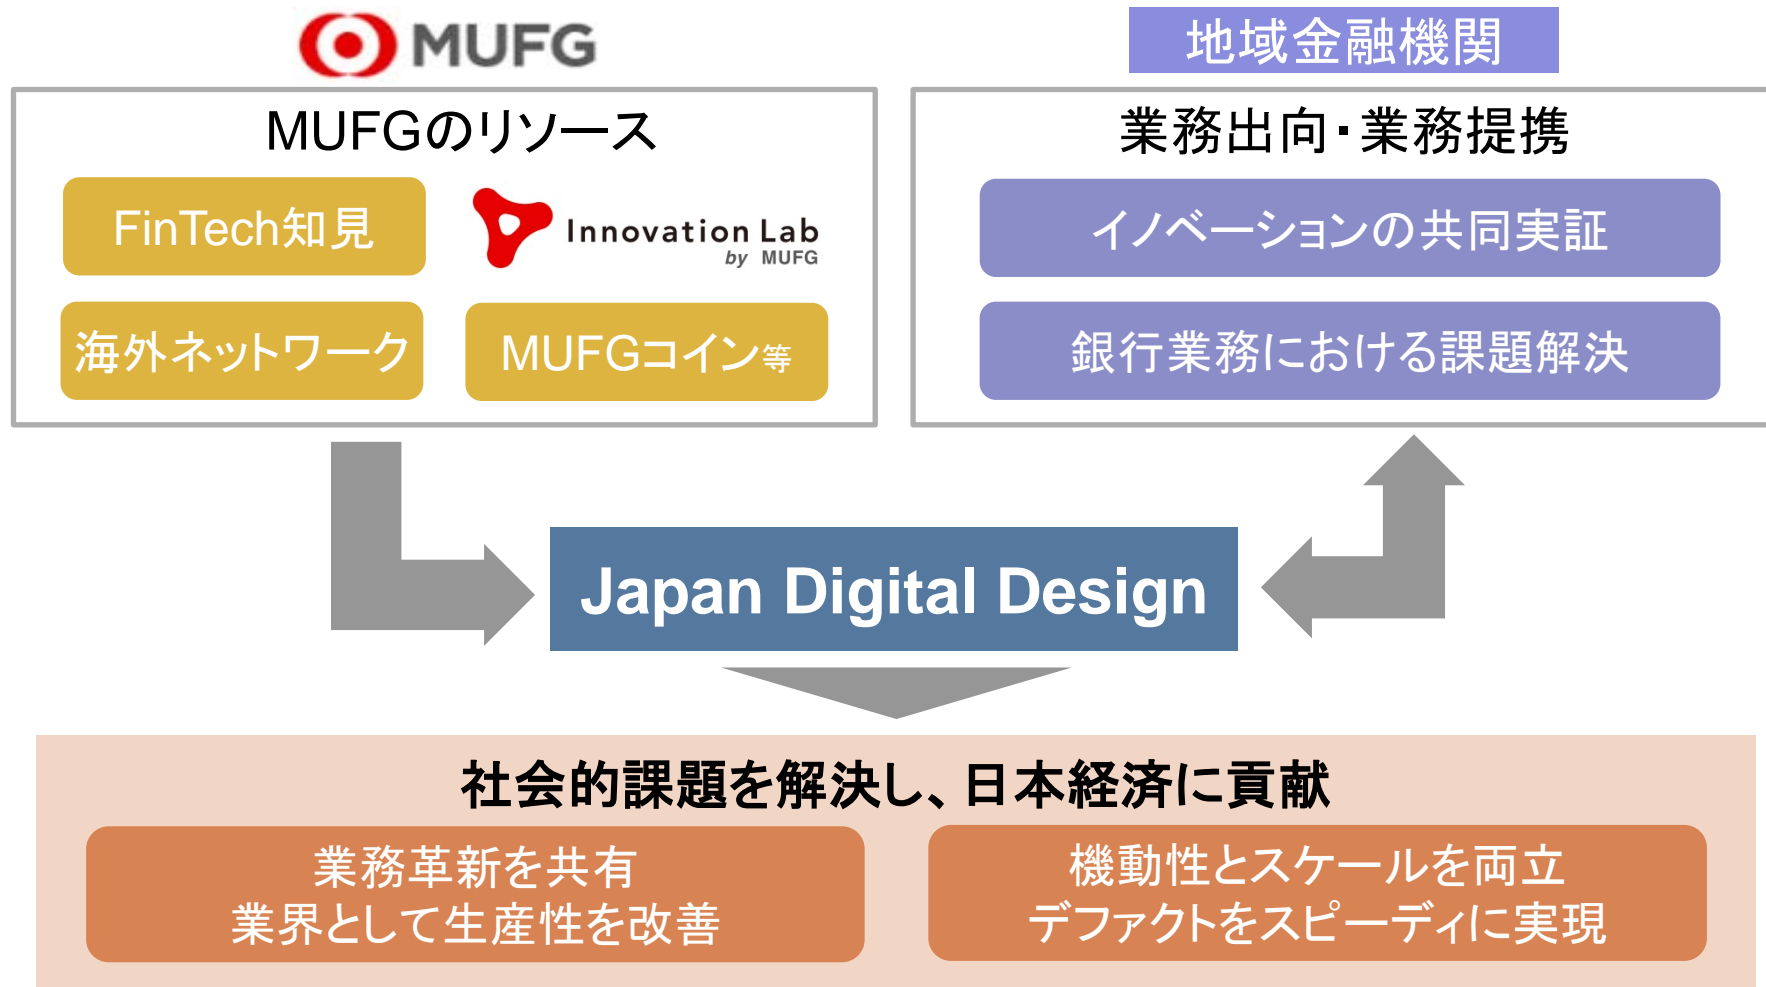 MUFG
地域金融機関
MUFGのリソース
FinTech知見
Innovation Lab
by MUFG
海外ネットワーク
MUFGコイン等
業務出向・業務提携
イノベーションの共同実証
銀行業務における課題解決
Japan Digital Design
社会的課題を解決し、日本経済に貢献
業務革新を共有
業界として生産性を改善
機動性とスケールを両立
デファクトをスピーディに実現